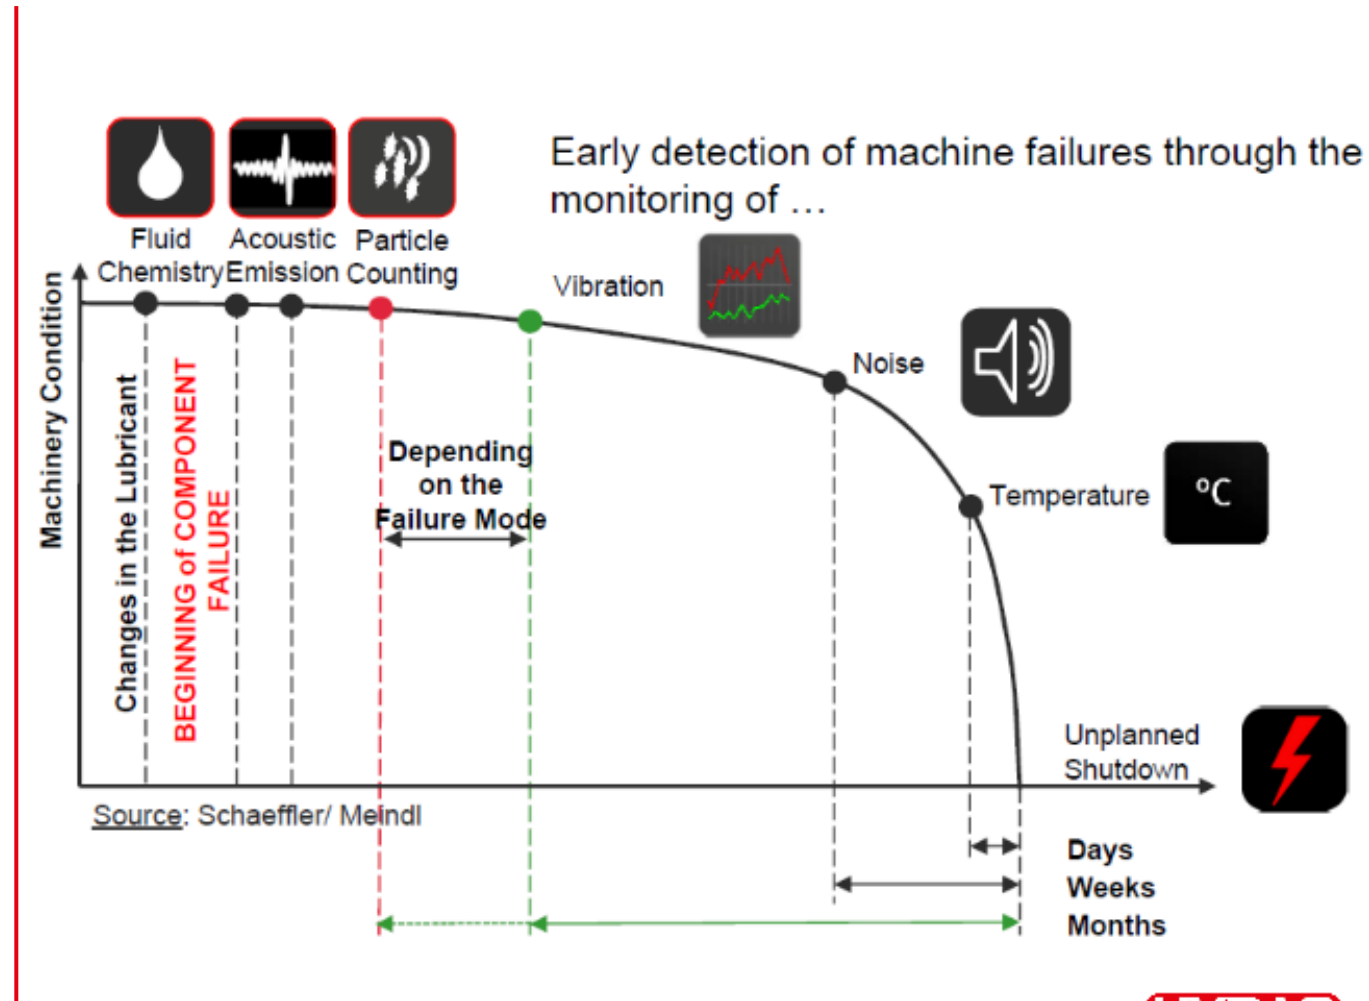 Early detection of machine failures through the
monitoring of …
Fluid
Chemistry
Acoustic
Emission
Particle
Counting
Vibration
Noise
Temperature
ºC
Machinery Condition
Changes in the Lubricant
BEGINNING of COMPONENT
FAILURE
Depending
on the
Failure Mode
Unplanned
Shutdown
Source: Schaeffler/ Meindl
Days
Weeks
Months